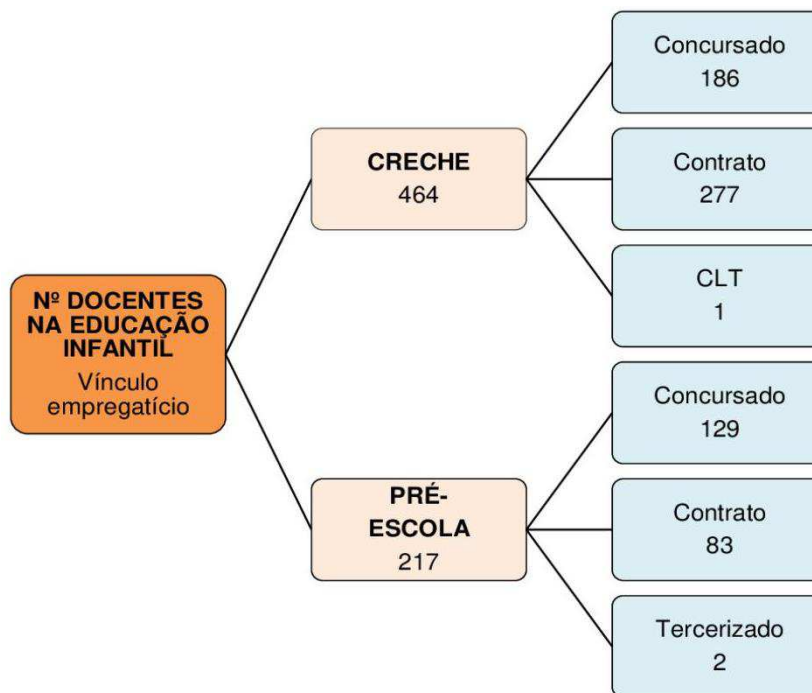 Nº DOCENTES
NA EDUCAÇÃO
INFANTIL
Vínculo
empregatício
CRECHE
464
Concursado
186
Contrato
277
CLT
1
PRÉ-
ESCOLA
217
Concursado
129
Contrato
83
Tercerizado
2